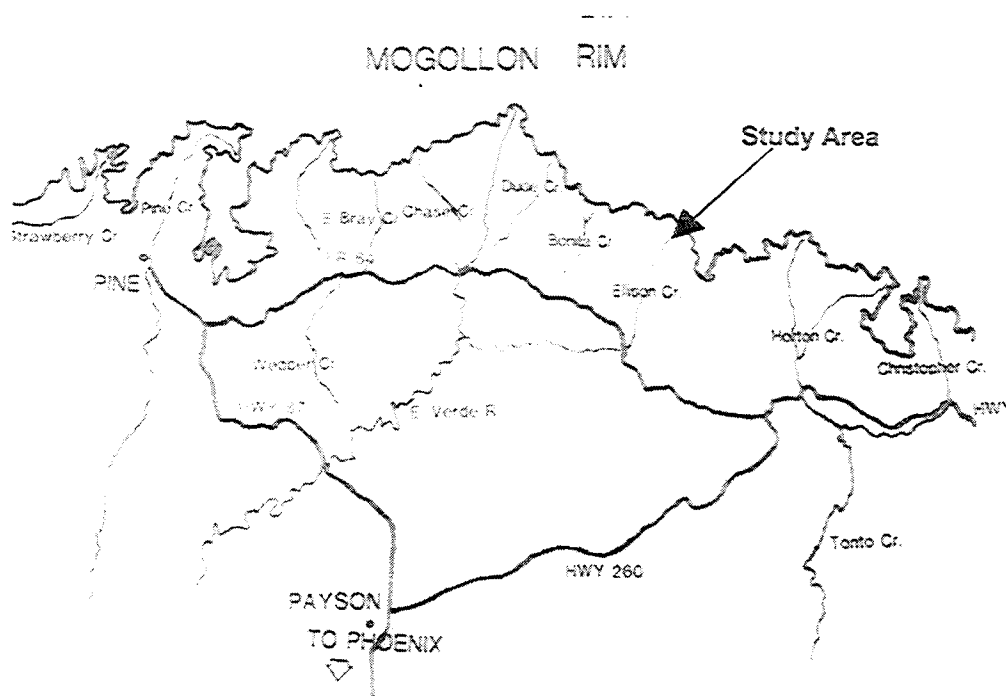 MOGOLLON RIM
Study Area
Dude Cr.
Pine Cr.
E Bray C
Chase Cr.
Strawberry Cr
Bonita Cr.
PINE
Ellison Cr.
Horton Cr.
Christopher Cr.
Webber Cr
HWY 87
E Verde R
HWY
Tonto Cr.
HWY 260
PAYSON
TO PHOENIX